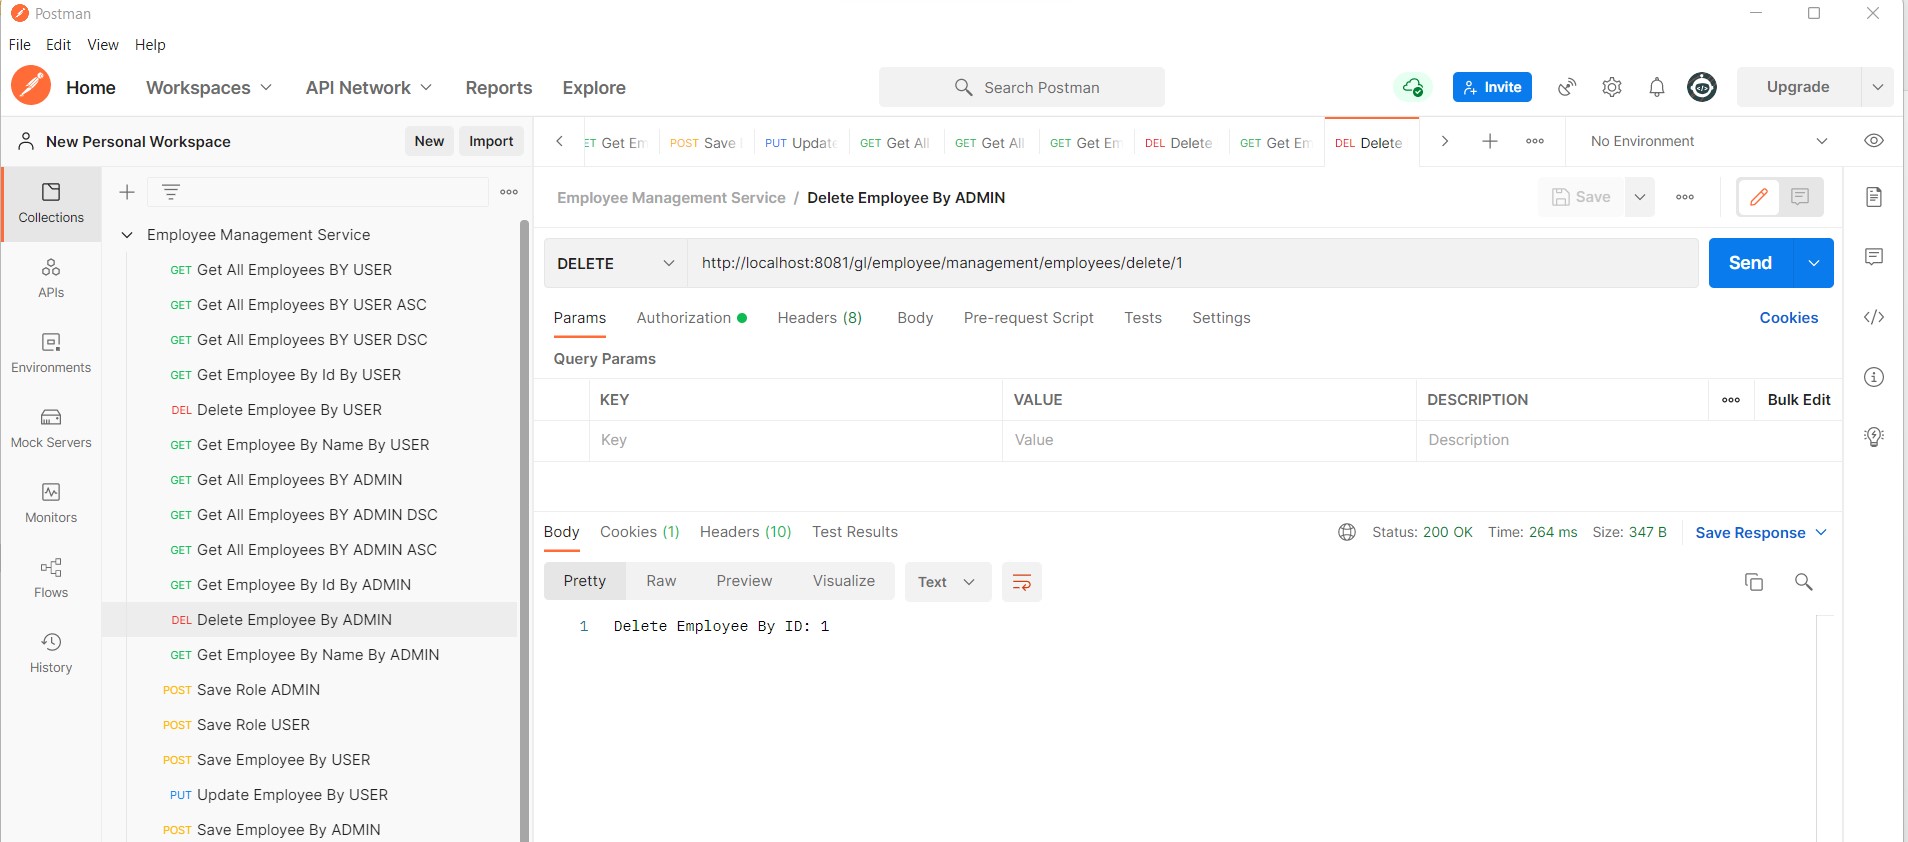 Postman
File Edit View Help
Home Workspaces API Network Reports Explore Search Postman Invite Upgrade
New Personal Workspace New Import
ET Get Em POST Save PUT Update GET Get All GET Get All GET Get Em DEL Delete GET Get Em DEL Delete No Environment
Collections
APIs
Environments
Mock Servers
Monitors
Flows
History
Employee Management Service
GET Get All Employees BY USER
GET Get All Employees BY USER ASC
GET Get All Employees BY USER DSC
GET Get Employee By Id By USER
DEL Delete Employee By USER
GET Get Employee By Name By USER
GET Get All Employees BY ADMIN
GET Get All Employees BY ADMIN DSC
GET Get All Employees BY ADMIN ASC
GET Get Employee By Id By ADMIN
DEL Delete Employee By ADMIN
GET Get Employee By Name By ADMIN
POST Save Role ADMIN
POST Save Role USER
POST Save Employee By USER
PUT Update Employee By USER
POST Save Employee By ADMIN
Employee Management Service / Delete Employee By ADMIN Save
DELETE http://localhost:8081/gl/employee/management/employees/delete/1 Send
Params Authorization Headers (8) Body Pre-request Script Tests Settings Cookies
Query Params
KEY VALUE DESCRIPTION Bulk Edit
Key Value Description
Body Cookies (1) Headers (10) Test Results Status: 200 OK Time: 264 ms Size: 347 B Save Response
Pretty Raw Preview Visualize Text
1 Delete Employee By ID: 1